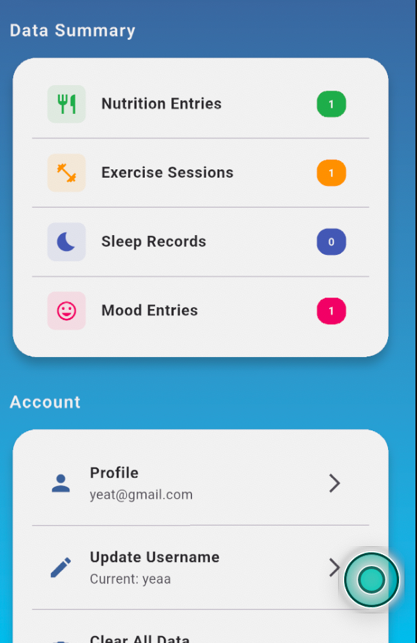 Data Summary
Nutrition Entries 1
Exercise Sessions 1
Sleep Records 0
Mood Entries 1
Account
Profile
yeat@gmail.com
Update Username
Current: yeaa
Clear All Data